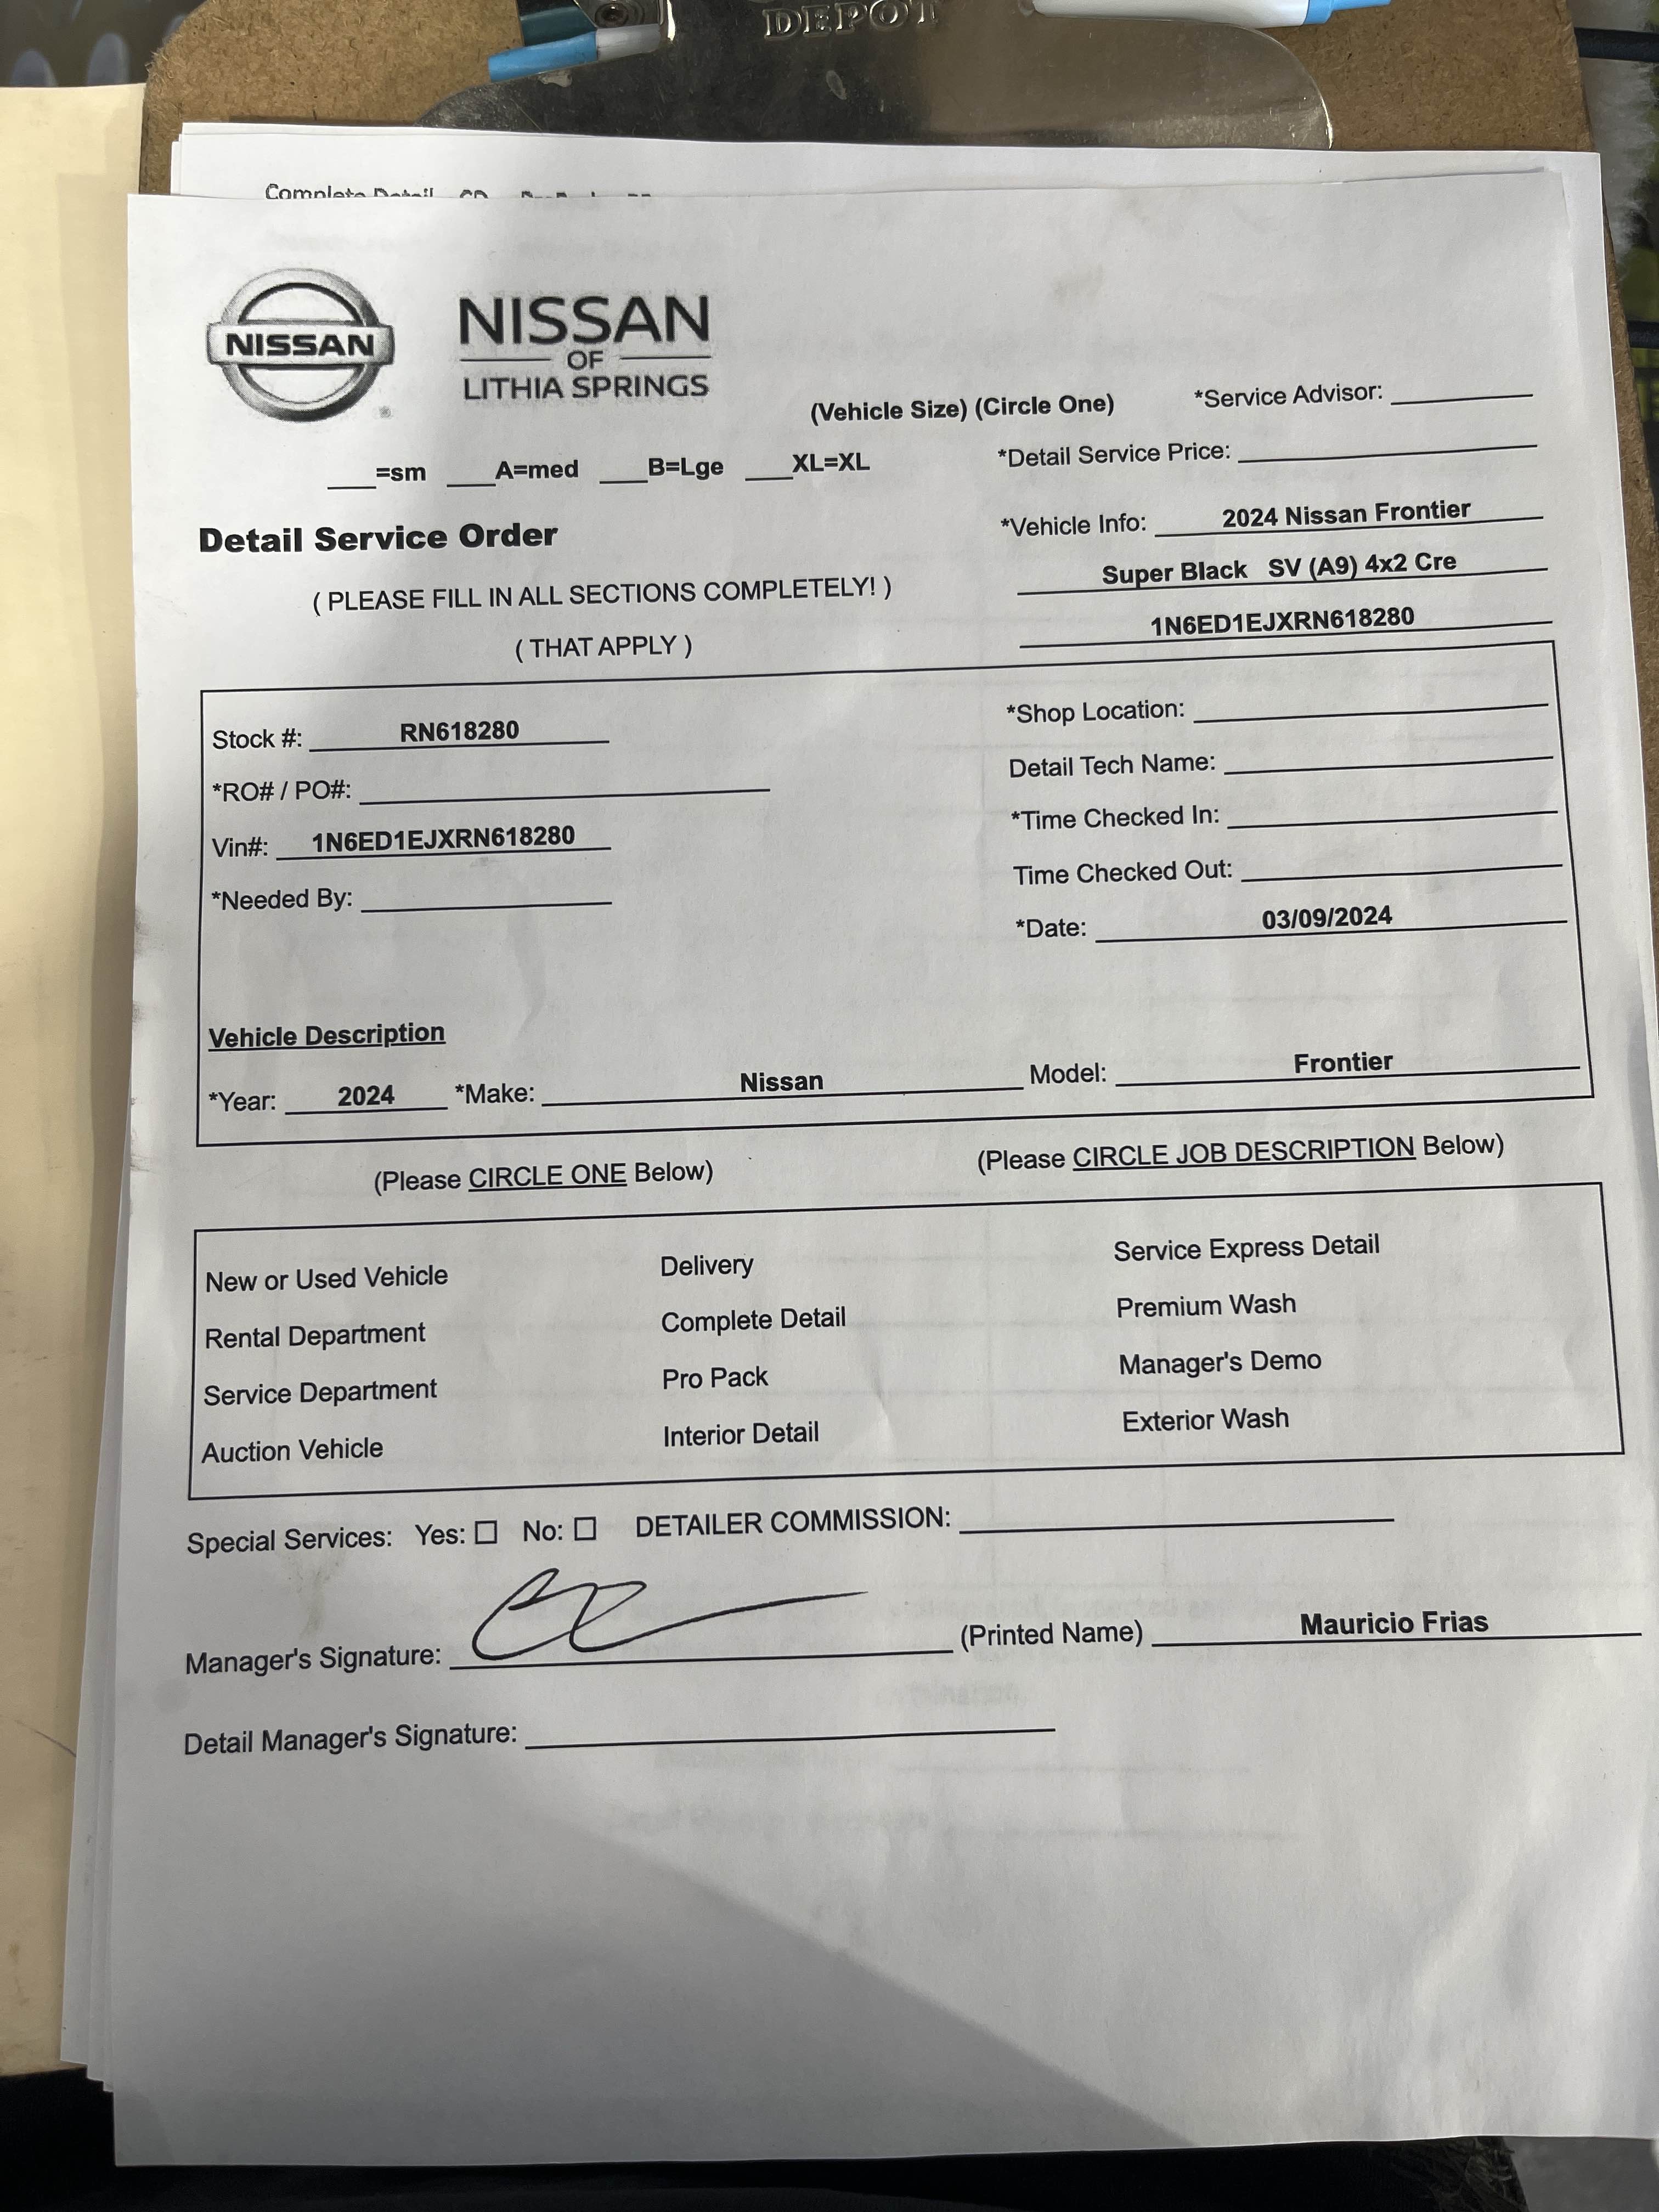 DEPOT
Complete Detail
NISSAN
NISSAN
OF
LITHIA SPRINGS
(Vehicle Size) (Circle One)
*Service Advisor:
=sm A=med B=Lge XL=XL
*Detail Service Price:
Detail Service Order
*Vehicle Info: 2024 Nissan Frontier
( PLEASE FILL IN ALL SECTIONS COMPLETELY! )
Super Black SV (A9) 4x2 Cre
( THAT APPLY )
1N6ED1EJXRN618280
Stock #: RN618280
*Shop Location:
*RO# / PO#:
Detail Tech Name:
Vin#: 1N6ED1EJXRN618280
*Time Checked In:
*Needed By:
Time Checked Out:
*Date: 03/09/2024
Vehicle Description
*Year: 2024 *Make: Nissan Model: Frontier
(Please CIRCLE ONE Below)
(Please CIRCLE JOB DESCRIPTION Below)
New or Used Vehicle Delivery Service Express Detail
Rental Department Complete Detail Premium Wash
Service Department Pro Pack Manager's Demo
Auction Vehicle Interior Detail Exterior Wash
Special Services: Yes: ☐ No: ☐ DETAILER COMMISSION:
Manager's Signature: (Printed Name) Mauricio Frias
Detail Manager's Signature: